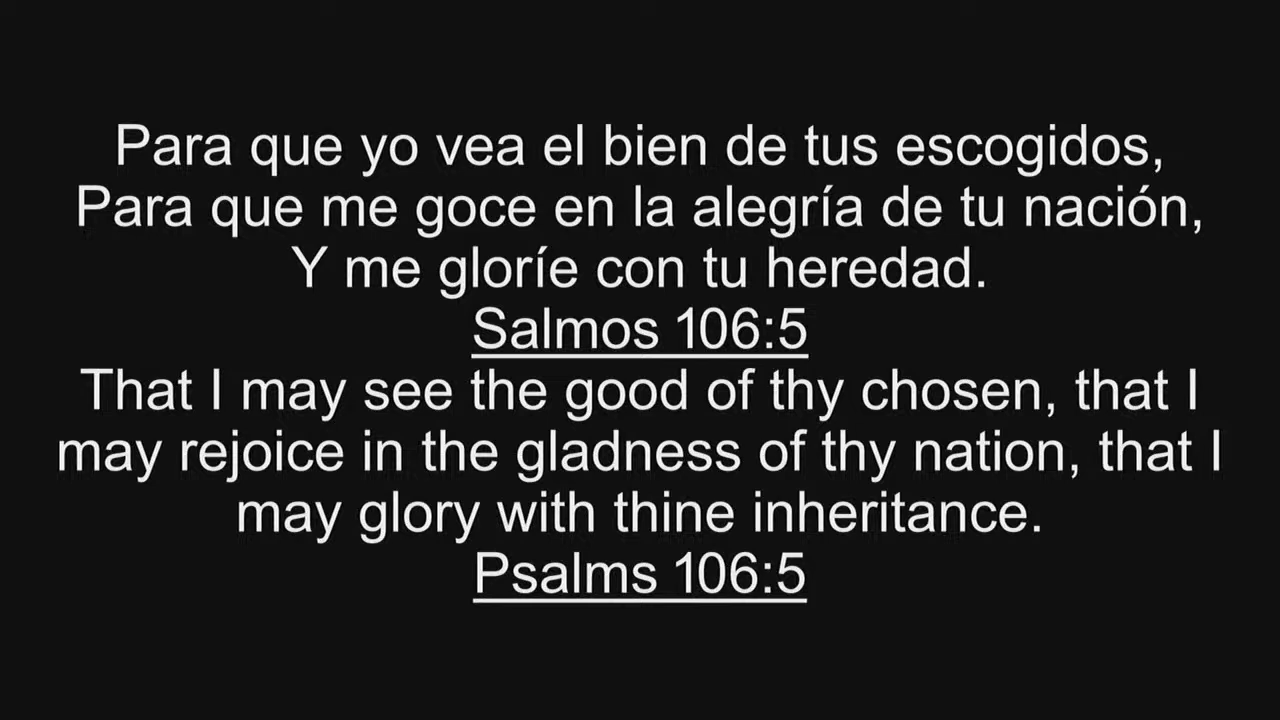 Para que yo vea el bien de tus escogidos,
Para que me goce en la alegría de tu nación,
Y me gloríe con tu heredad.
Salmos 106:5
That I may see the good of thy chosen, that I
may rejoice in the gladness of thy nation, that I
may glory with thine inheritance.
Psalms 106:5